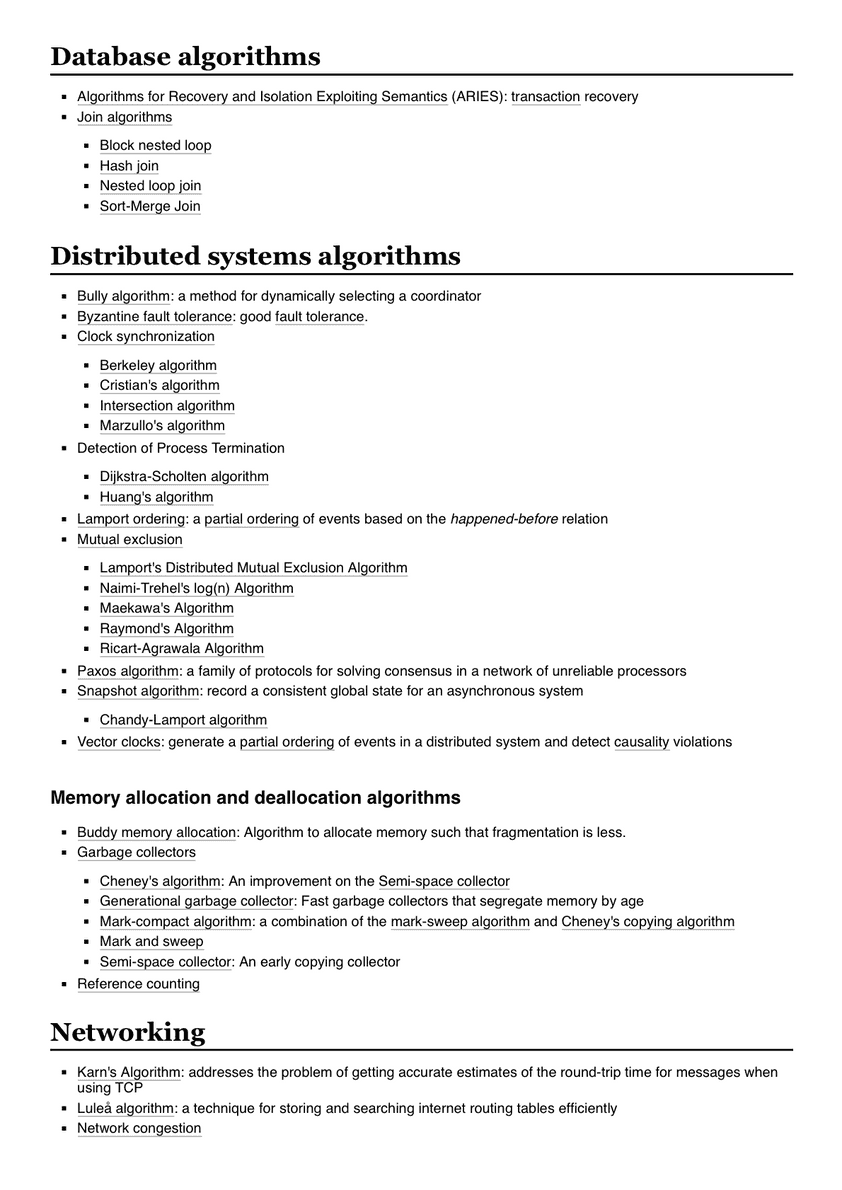 Database algorithms
▪ Algorithms for Recovery and Isolation Exploiting Semantics (ARIES): transaction recovery
▪ Join algorithms
▪ Block nested loop
▪ Hash join
▪ Nested loop join
▪ Sort-Merge Join
Distributed systems algorithms
▪ Bully algorithm: a method for dynamically selecting a coordinator
▪ Byzantine fault tolerance: good fault tolerance.
▪ Clock synchronization
▪ Berkeley algorithm
▪ Cristian's algorithm
▪ Intersection algorithm
▪ Marzullo's algorithm
▪ Detection of Process Termination
▪ Dijkstra-Scholten algorithm
▪ Huang's algorithm
▪ Lamport ordering: a partial ordering of events based on the happened-before relation
▪ Mutual exclusion
▪ Lamport's Distributed Mutual Exclusion Algorithm
▪ Naimi-Trehel's log(n) Algorithm
▪ Maekawa's Algorithm
▪ Raymond's Algorithm
▪ Ricart-Agrawala Algorithm
▪ Paxos algorithm: a family of protocols for solving consensus in a network of unreliable processors
▪ Snapshot algorithm: record a consistent global state for an asynchronous system
▪ Chandy-Lamport algorithm
▪ Vector clocks: generate a partial ordering of events in a distributed system and detect causality violations
Memory allocation and deallocation algorithms
▪ Buddy memory allocation: Algorithm to allocate memory such that fragmentation is less.
▪ Garbage collectors
▪ Cheney's algorithm: An improvement on the Semi-space collector
▪ Generational garbage collector: Fast garbage collectors that segregate memory by age
▪ Mark-compact algorithm: a combination of the mark-sweep algorithm and Cheney's copying algorithm
▪ Mark and sweep
▪ Semi-space collector: An early copying collector
▪ Reference counting
Networking
▪ Karn's Algorithm: addresses the problem of getting accurate estimates of the round-trip time for messages when
using TCP
▪ Luleå algorithm: a technique for storing and searching internet routing tables efficiently
▪ Network congestion